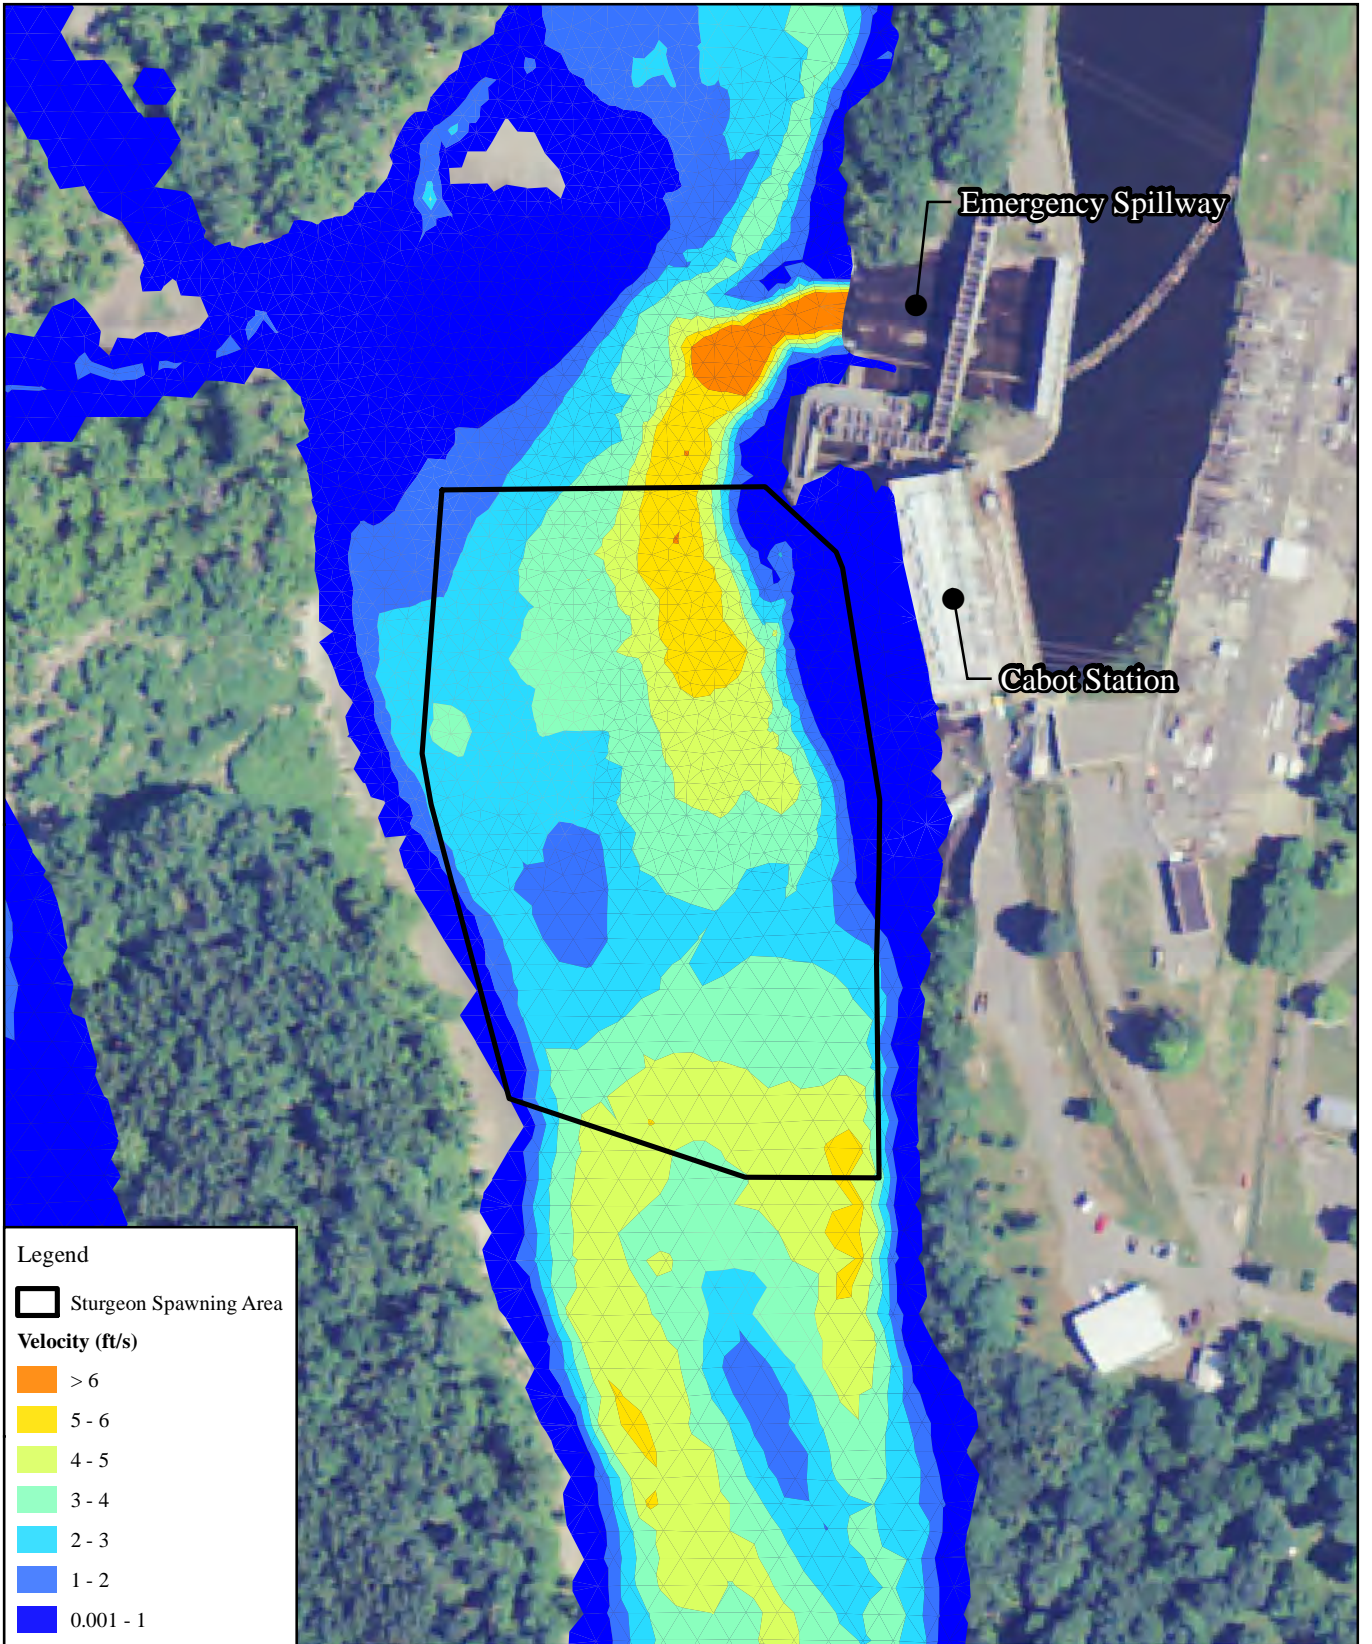 Emergency Spillway
Cabot Station
Legend
Sturgeon Spawning Area
Velocity (ft/s)
> 6
5 - 6
4 - 5
3 - 4
2 - 3
1 - 2
0.001 - 1